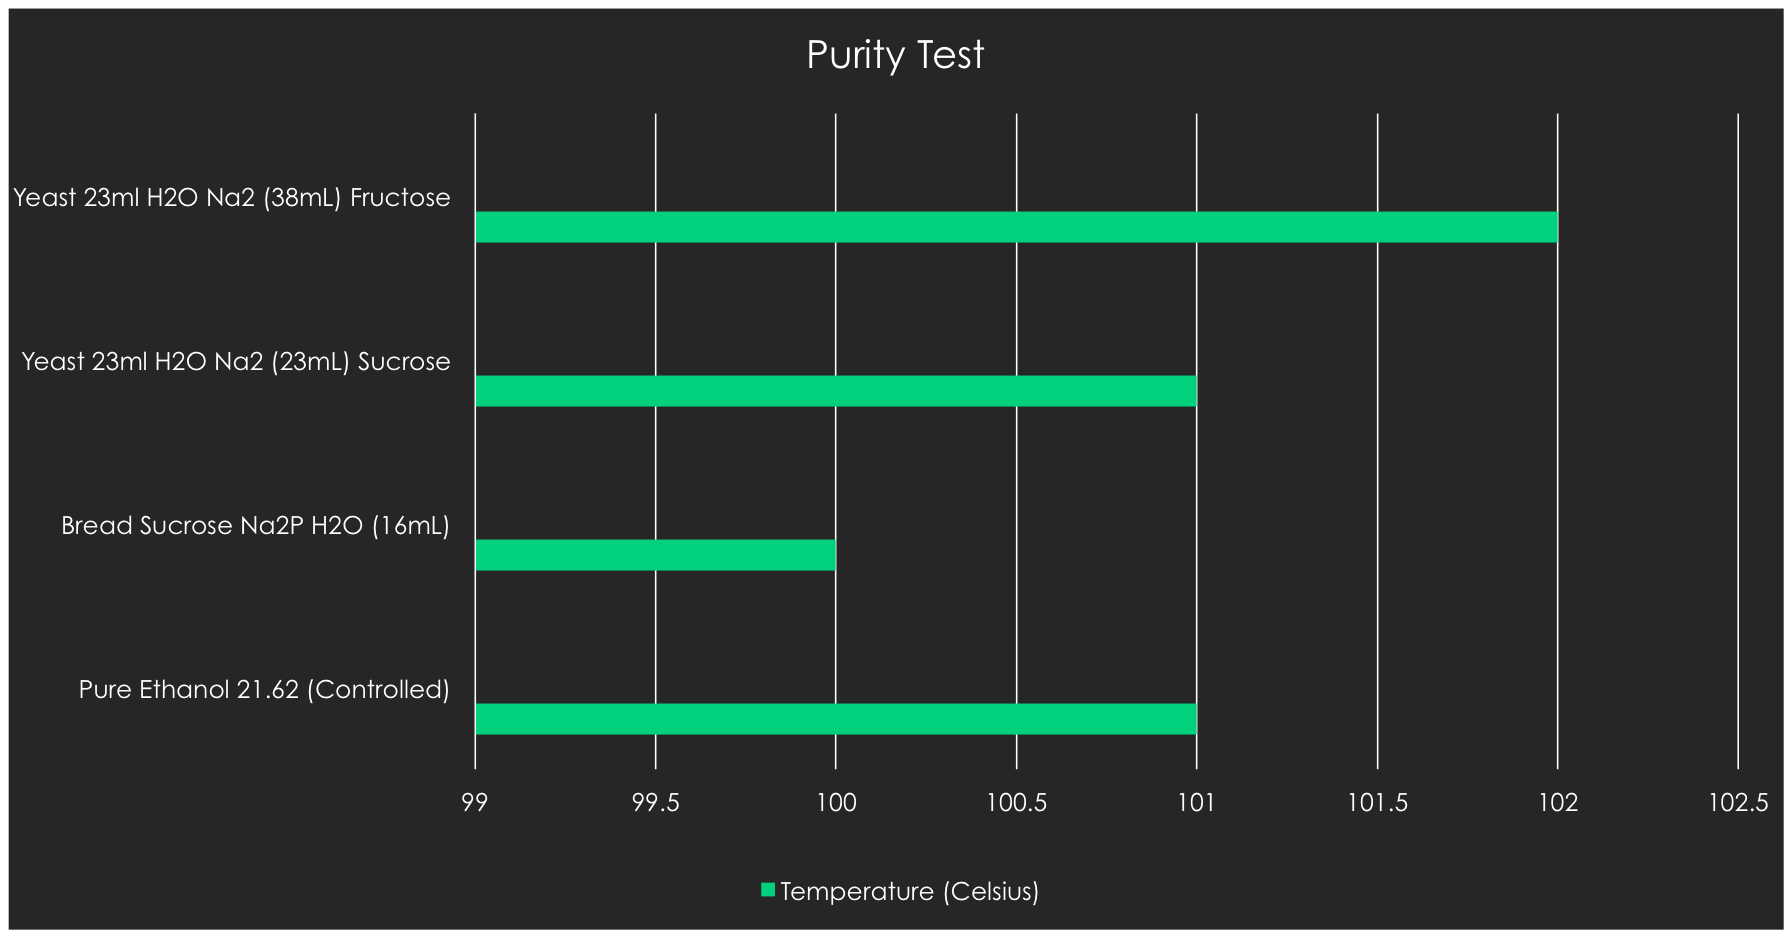 Purity Test
Yeast 23ml H2O Na2 (38mL) Fructose
Yeast 23ml H2O Na2 (23mL) Sucrose
Bread Sucrose Na2P H2O (16mL)
Pure Ethanol 21.62 (Controlled)
99 99.5 100 100.5 101 101.5 102 102.5
Temperature (Celsius)